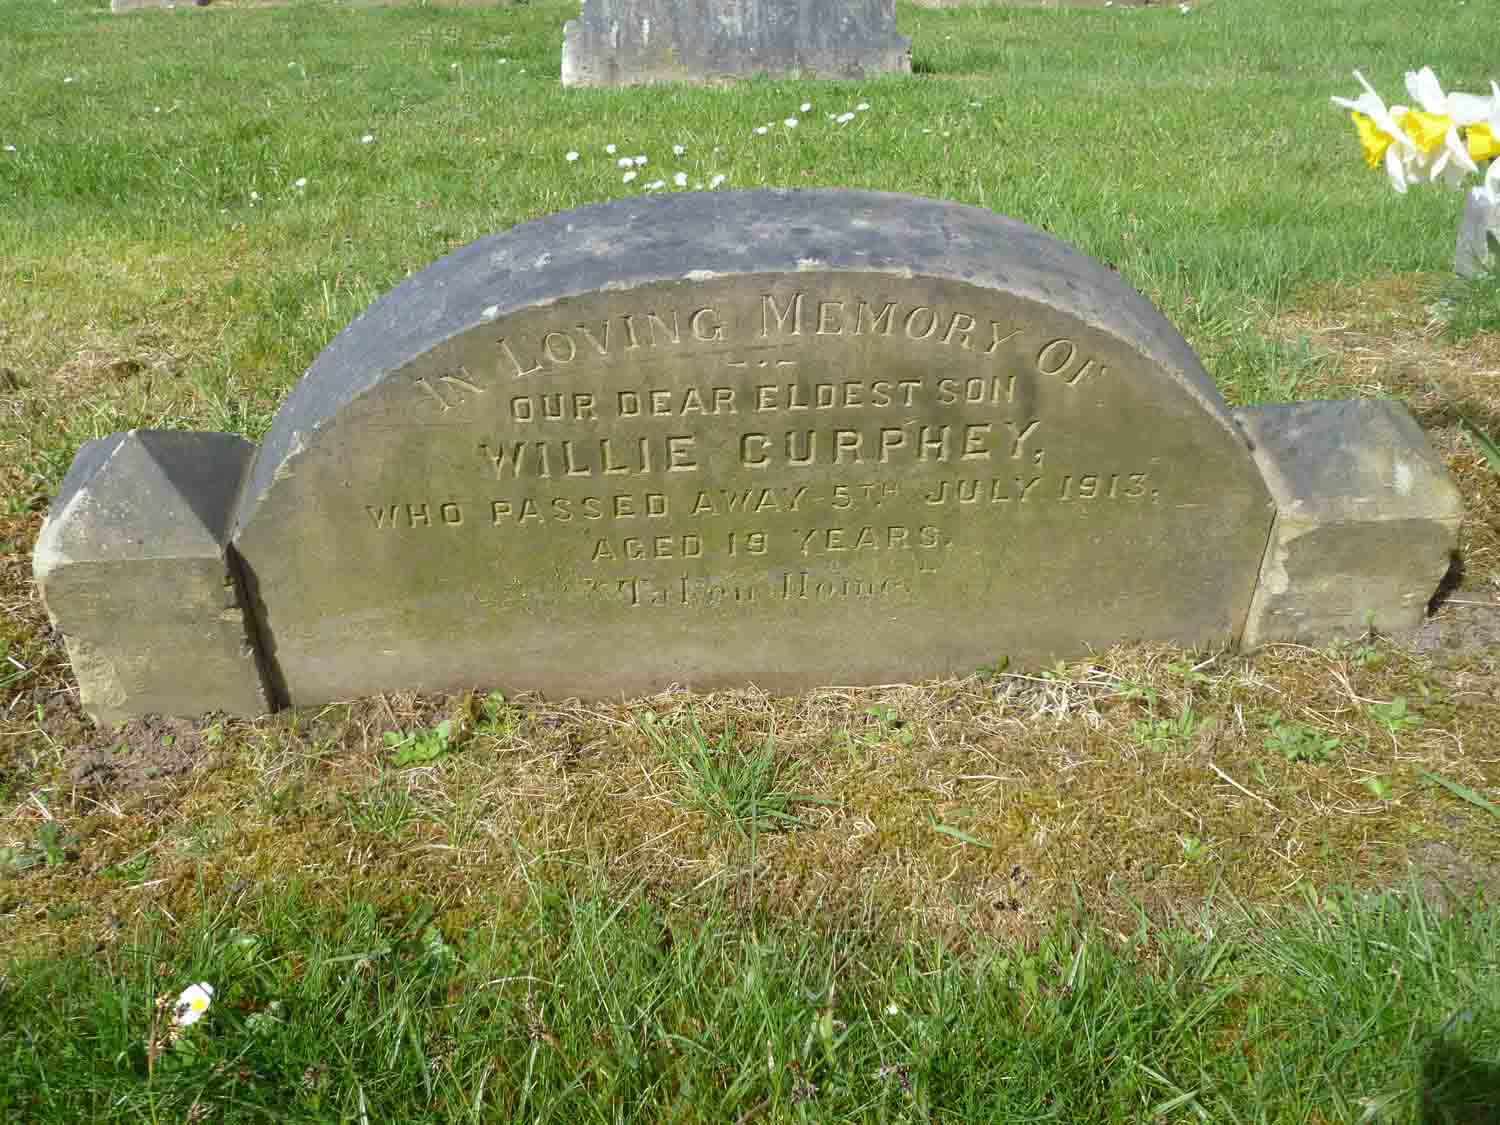 IN LOVING MEMORY OF
OUR DEAR ELDEST SON
WILLIE CURPHEY,
WHO PASSED AWAY 5TH JULY 1913,
AGED 19 YEARS.
"Taken Home."